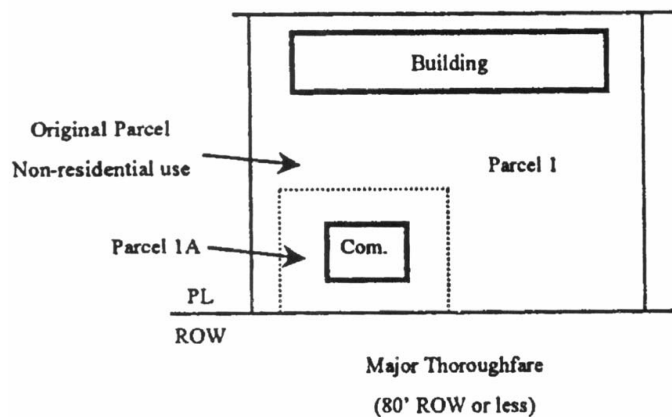 Building
Original Parcel
Non-residential use
Parcel 1
Parcel 1A
Com.
PL
ROW
Major Thoroughfare
(80' ROW or less)